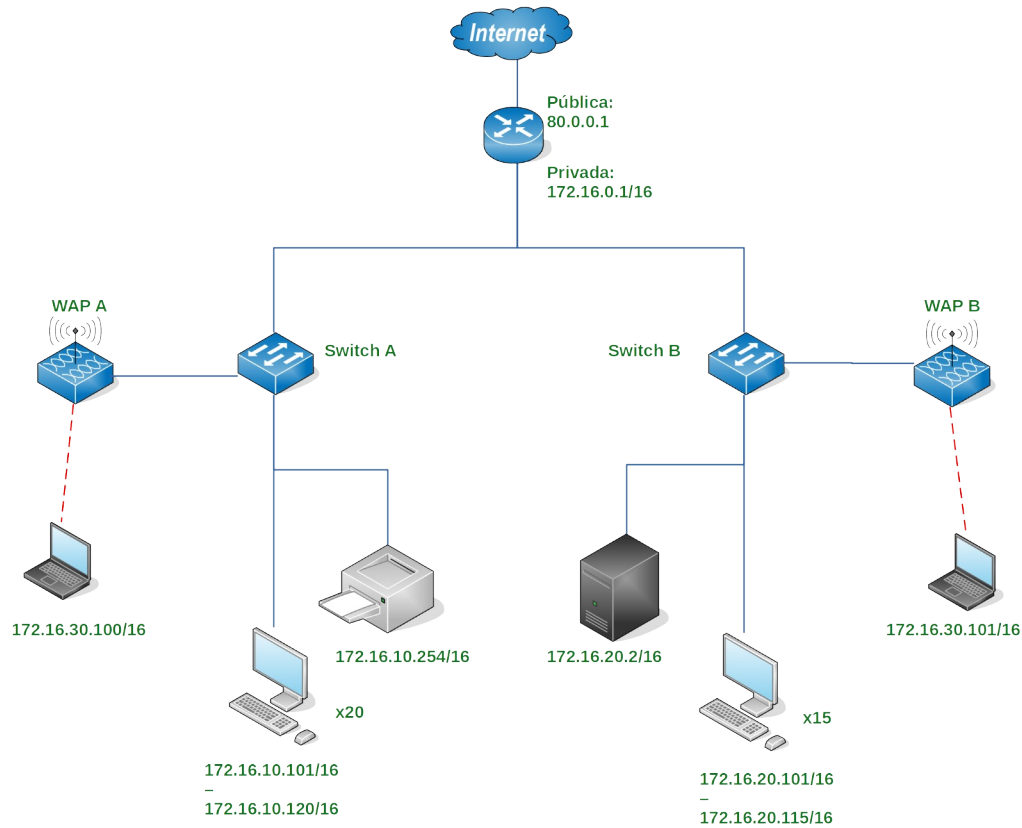 Internet
Pública:
80.0.0.1
Privada:
172.16.0.1/16
WAP A
WAP B
Switch A
Switch B
172.16.30.100/16
172.16.30.101/16
172.16.10.254/16
172.16.20.2/16
x20
x15
172.16.10.101/16
–
172.16.10.120/16
172.16.20.101/16
–
172.16.20.115/16